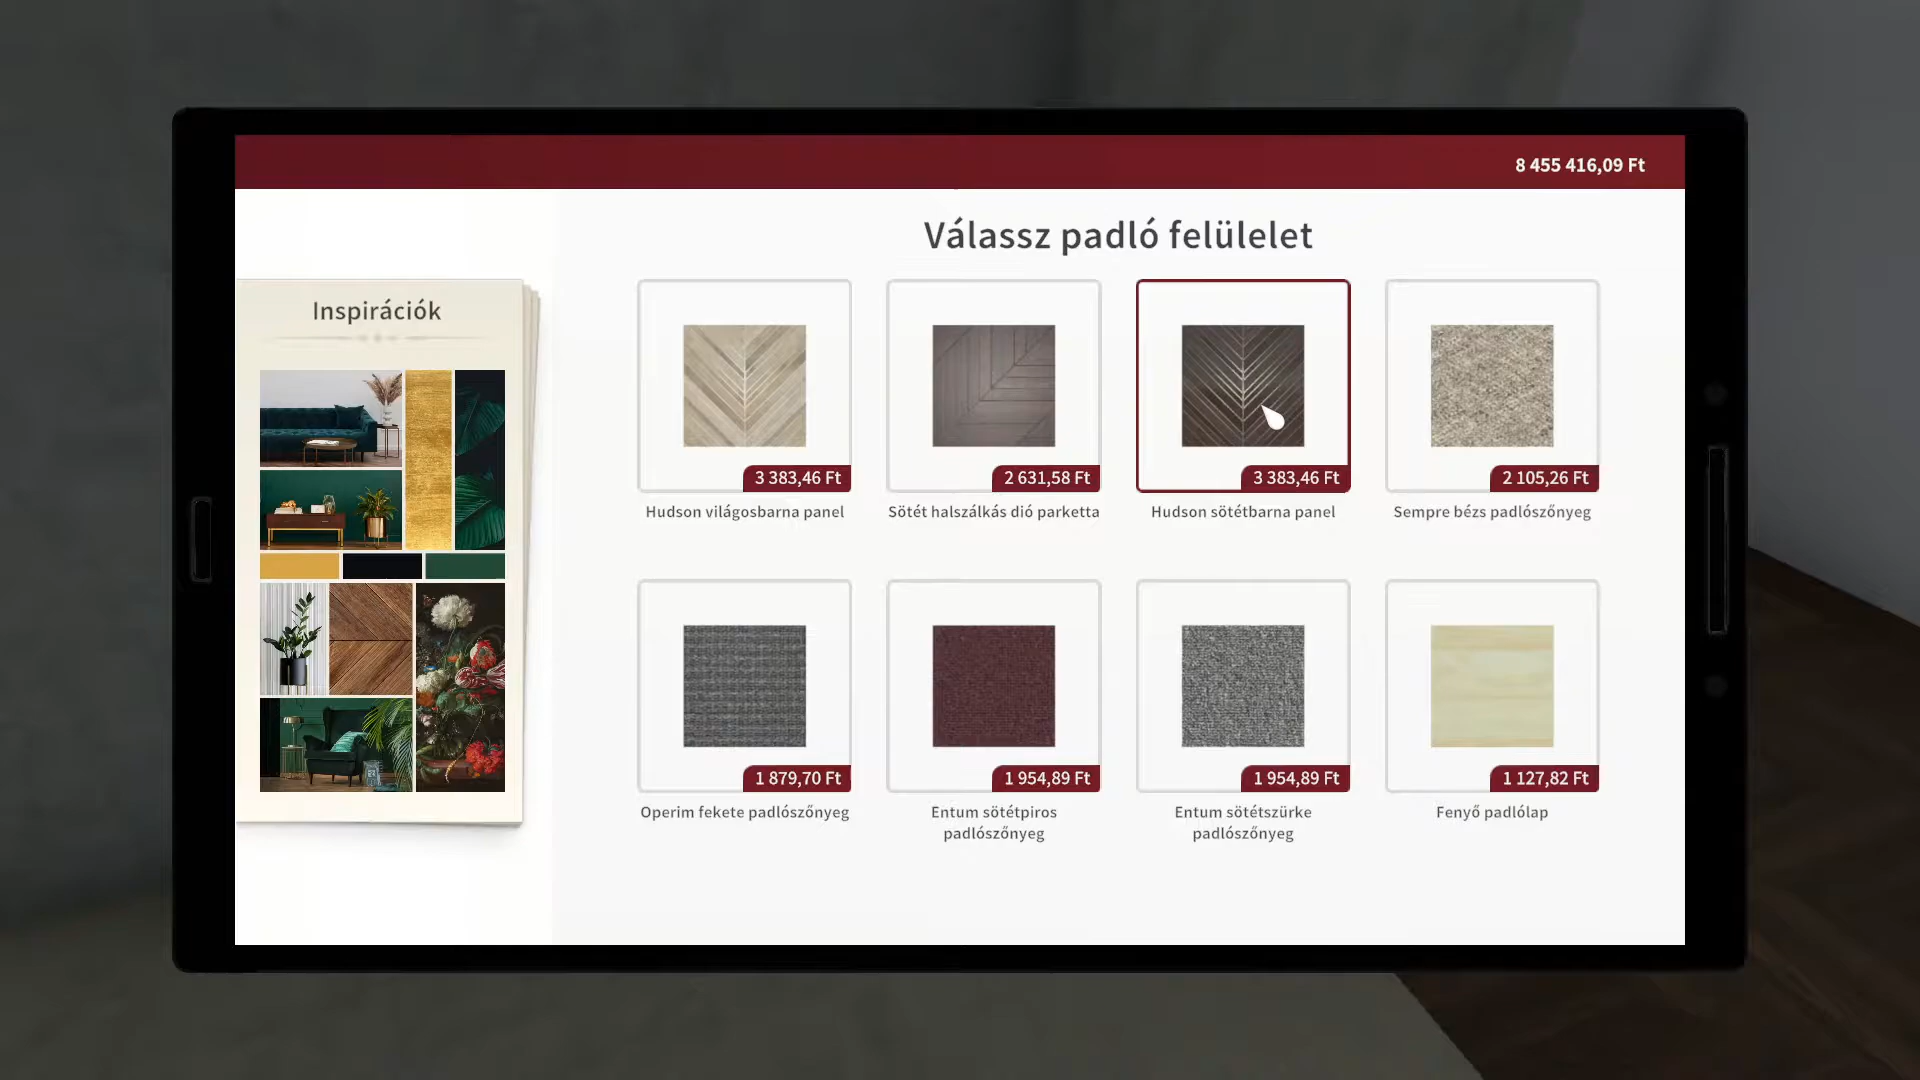 8 455 416,09 Ft
Válassz padló felületet
Inspirációk
3 383,46 Ft
2 631,58 Ft
3 383,46 Ft
2 105,26 Ft
Hudson világosbarna panel
Sötét halszálkás dió parketta
Hudson sötétbarna panel
Sempre bézs padlószőnyeg
1 879,70 Ft
1 954,89 Ft
1 954,89 Ft
1 127,82 Ft
Operim fekete padlószőnyeg
Entum sötétpiros
padlószőnyeg
Entum sötétszürke
padlószőnyeg
Fenyő padlólap